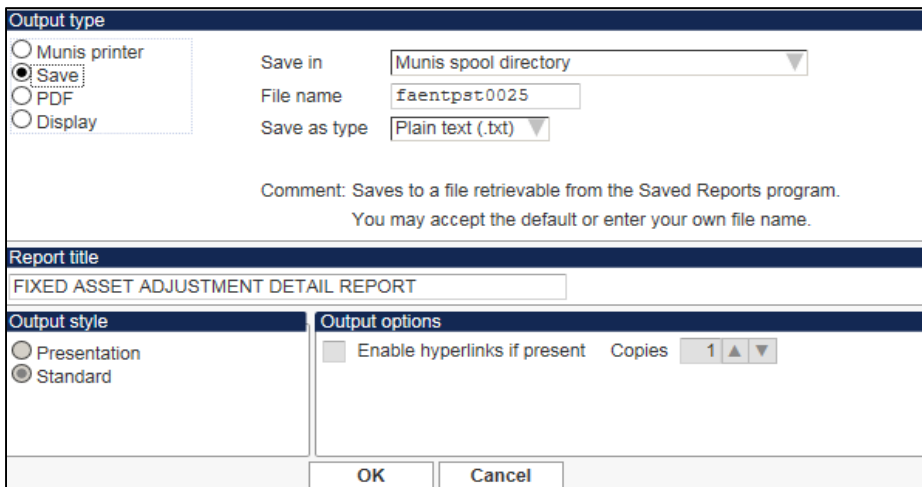 Output type
Munis printer
Save
PDF
Display
Save in Munis spool directory
File name faentpst0025
Save as type Plain text (.txt)
Comment: Saves to a file retrievable from the Saved Reports program.
You may accept the default or enter your own file name.
Report title
FIXED ASSET ADJUSTMENT DETAIL REPORT
Output style
Presentation
Standard
Output options
Enable hyperlinks if present Copies 1
OK Cancel